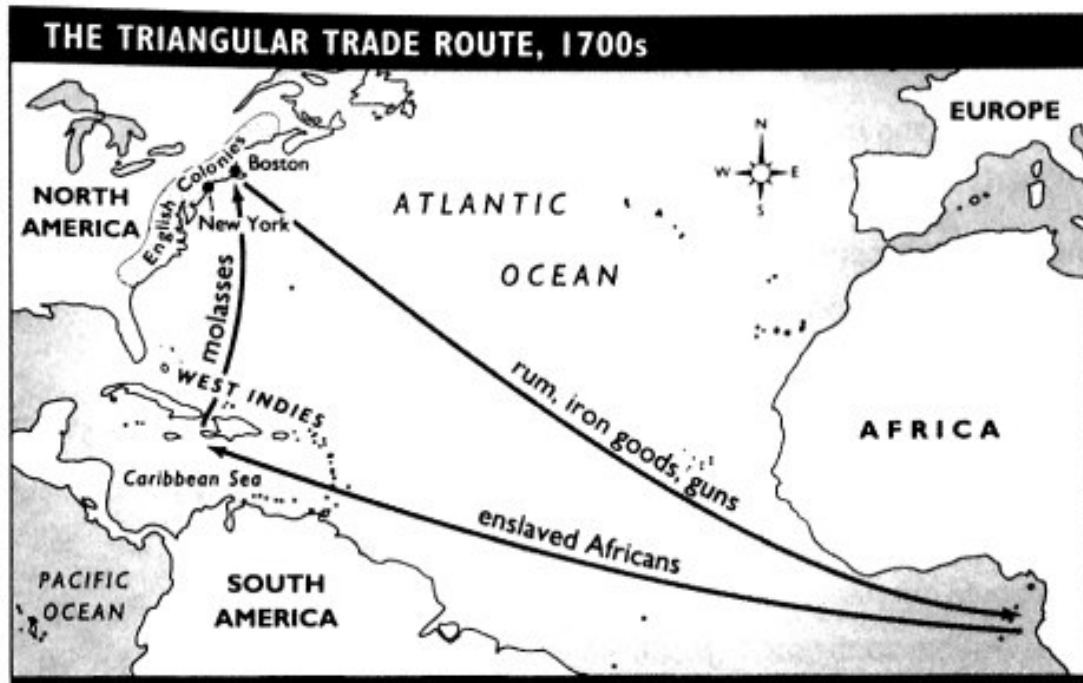 THE TRIANGULAR TRADE ROUTE, 1700s
EUROPE
N
W E
S
Boston
English Colonies
NORTH
AMERICA
New York
ATLANTIC
OCEAN
molasses
WEST INDIES
rum, iron goods, guns
AFRICA
Caribbean Sea
enslaved Africans
PACIFIC
OCEAN
SOUTH
AMERICA